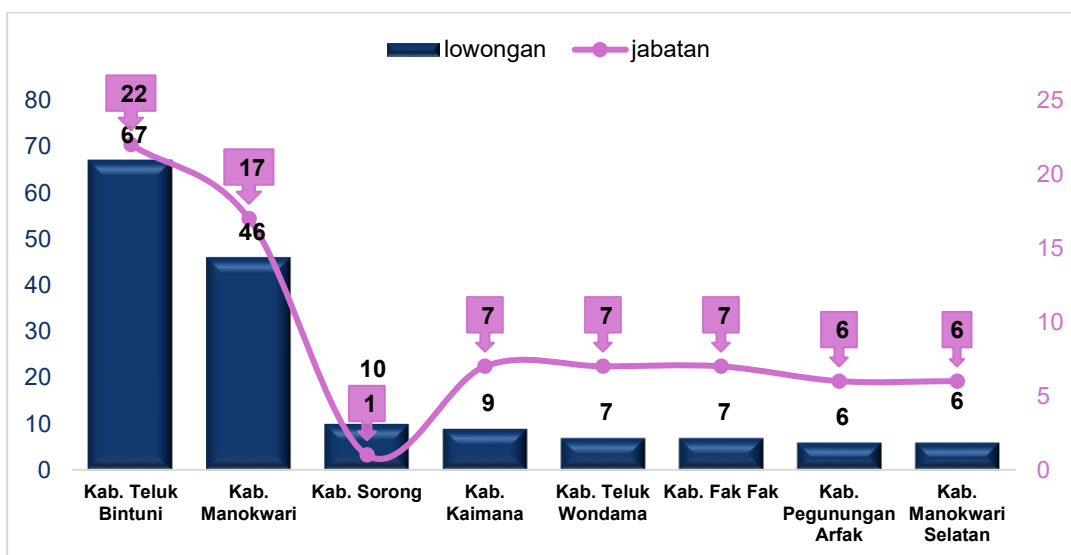 lowongan jabatan
80
70
60
50
40
30
20
10
0
25
20
15
10
5
0
22
67
17
46
10
1
7
9
7
7
7
7
6
6
6
6
Kab. Teluk
Bintuni
Kab.
Manokwari
Kab. Sorong
Kab.
Kaimana
Kab. Teluk
Wondama
Kab. Fak Fak
Kab.
Pegunungan
Arfak
Kab.
Manokwari
Selatan